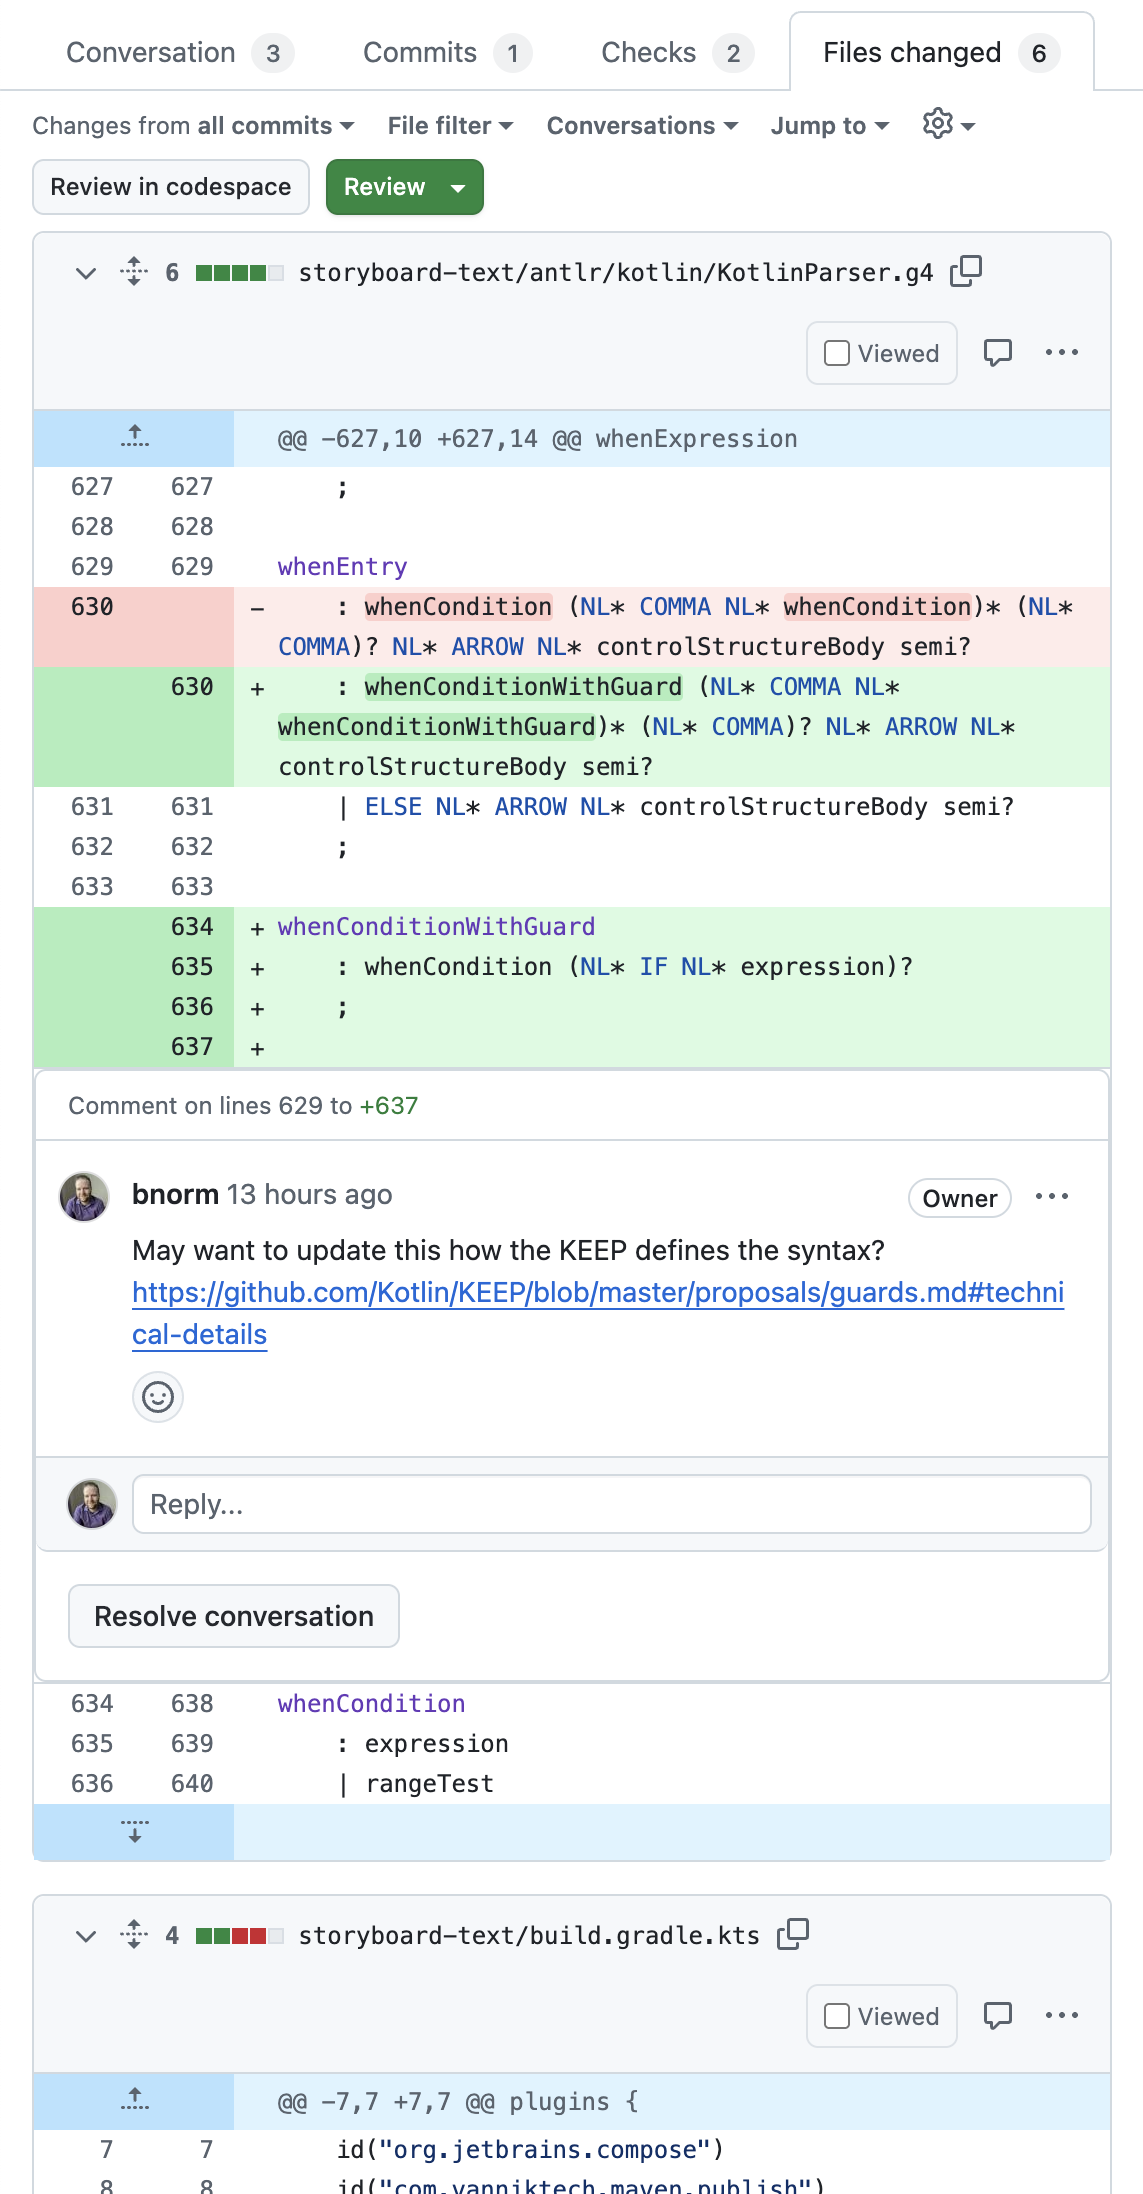 Conversation 3 Commits 1 Checks 2 Files changed 6
Changes from all commits File filter Conversations Jump to
Review in codespace Review
6 storyboard-text/antlr/kotlin/KotlinParser.g4
Viewed
@@ -627,10 +627,14 @@ whenExpression
627 627 ;
628 628
629 629 whenEntry
630 - : whenCondition (NL* COMMA NL* whenCondition)* (NL*
COMMA)? NL* ARROW NL* controlStructureBody semi?
630 + : whenConditionWithGuard (NL* COMMA NL*
whenConditionWithGuard)* (NL* COMMA)? NL* ARROW NL*
controlStructureBody semi?
631 631 | ELSE NL* ARROW NL* controlStructureBody semi?
632 632 ;
633 633
634 + whenConditionWithGuard
635 + : whenCondition (NL* IF NL* expression)?
636 + ;
637 +
Comment on lines 629 to +637
bnorm 13 hours ago Owner
May want to update this how the KEEP defines the syntax?
https://github.com/Kotlin/KEEP/blob/master/proposals/guards.md#techni
cal-details
Reply...
Resolve conversation
634 638 whenCondition
635 639 : expression
636 640 | rangeTest
4 storyboard-text/build.gradle.kts
Viewed
@@ -7,7 +7,7 @@ plugins {
7 7 id("org.jetbrains.compose")
8 8 id("com.vanniktech.maven.publish")